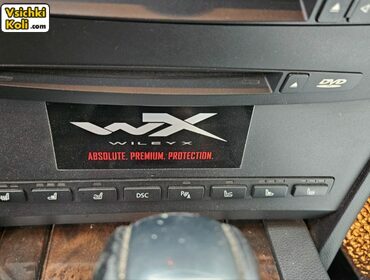 Vsichki
Koli.com
DVD
WX
WILEY X
ABSOLUTE. PREMIUM. PROTECTION.
DSC
P